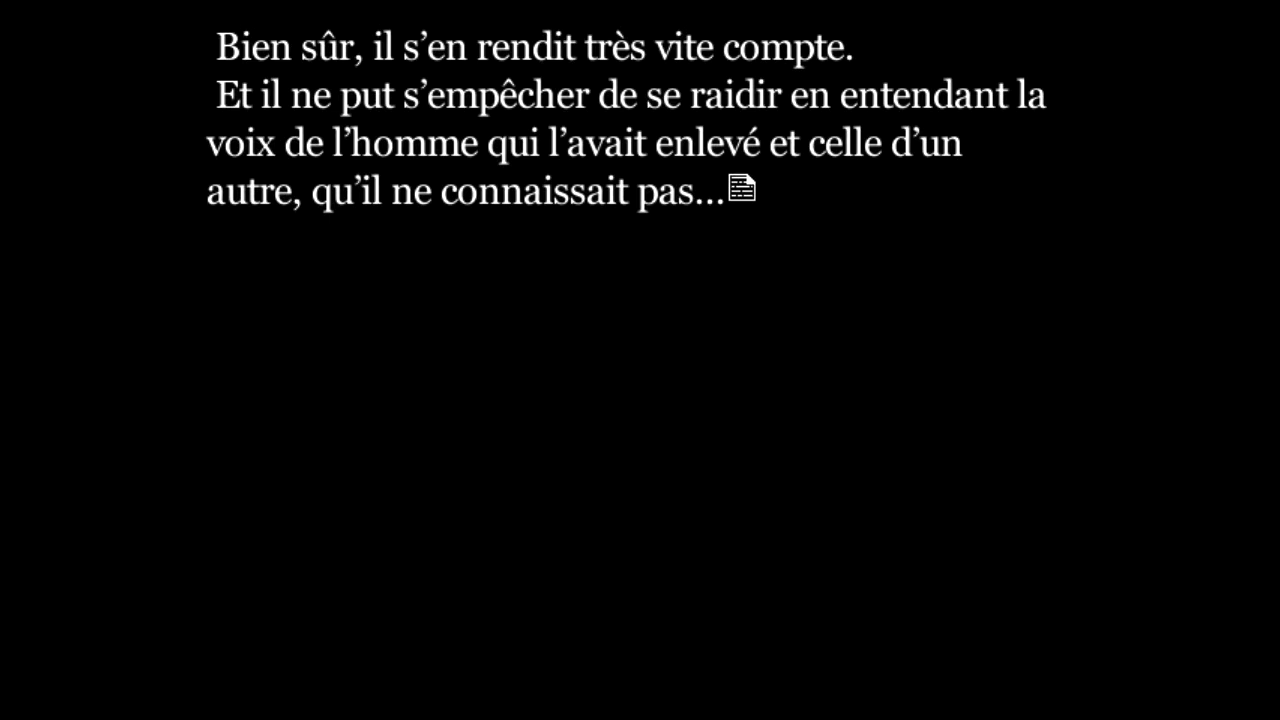 Bien sûr, il s’en rendit très vite compte.
Et il ne put s’empêcher de se raidir en entendant la
voix de l’homme qui l’avait enlevé et celle d’un
autre, qu’il ne connaissait pas...